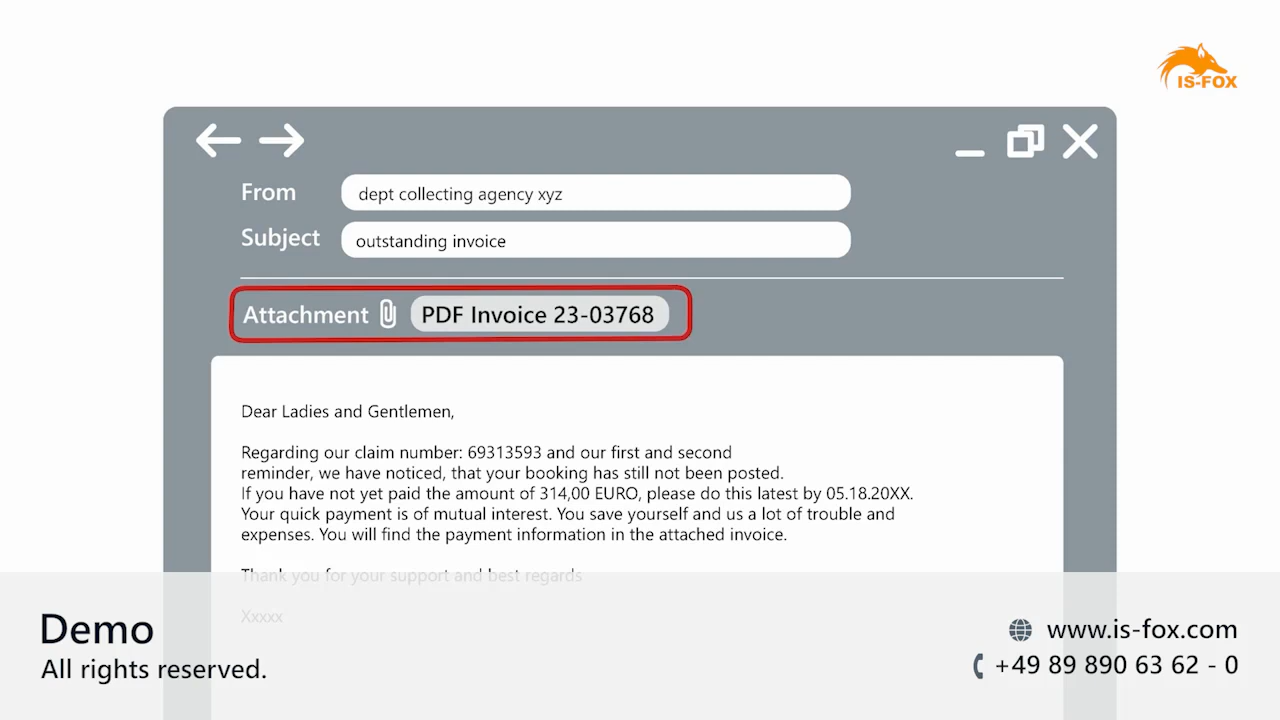 IS-FOX
From
dept collecting agency xyz
Subject
outstanding invoice
Attachment
PDF Invoice 23-03768
Dear Ladies and Gentlemen,
Regarding our claim number: 69313593 and our first and second
reminder, we have noticed, that your booking has still not been posted.
If you have not yet paid the amount of 314,00 EURO, please do this latest by 05.18.20XX.
Your quick payment is of mutual interest. You save yourself and us a lot of trouble and
expenses. You will find the payment information in the attached invoice.
Thank you for your support and best regards
Xxxxx
Demo
All rights reserved.
www.is-fox.com
+49 89 890 63 62 - 0